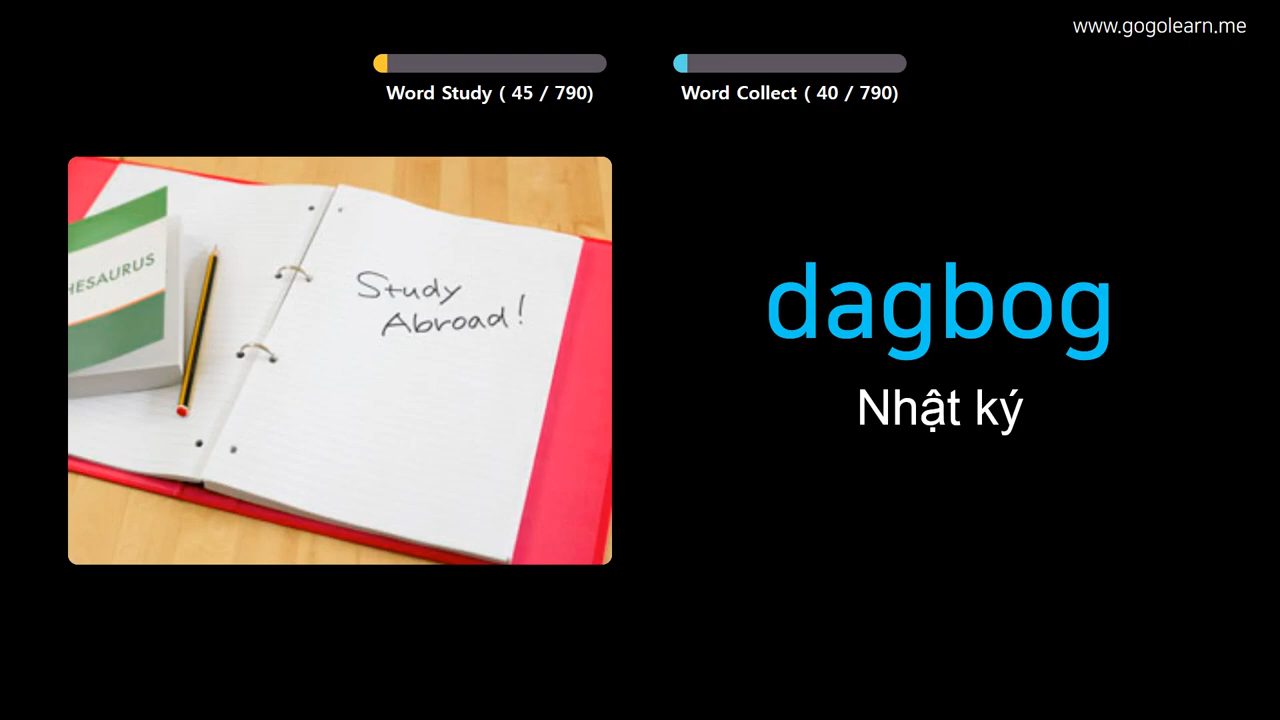 www.gogolearn.me
Word Study ( 45 / 790)
Word Collect ( 40 / 790)
HESAURUS
Study
Abroad!
dagbog
Nhật ký